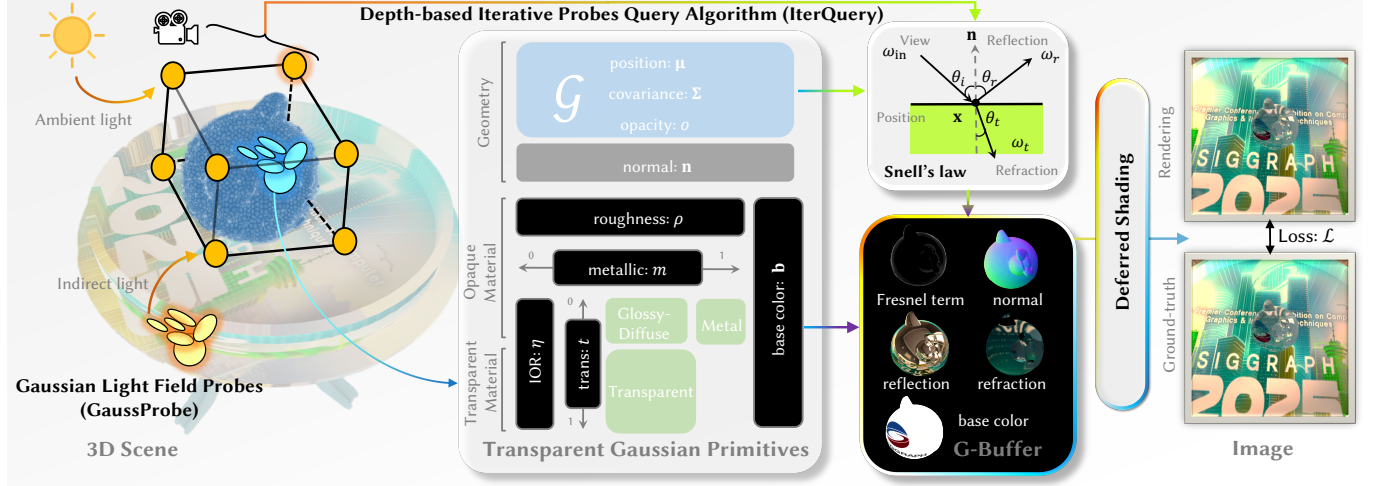 Depth-based Iterative Probes Query Algorithm (IterQuery)
Ambient light
Indirect light
Gaussian Light Field Probes
(GaussProbe)
3D Scene
Geometry
𝒢
position: μ
covariance: Σ
opacity: o
normal: n
Opaque
Material
roughness: ρ
0
metallic: m
1
Transparent
Material
IOR: η
0
trans: t
1
Glossy-
Diffuse
Metal
Transparent
base color: b
Transparent Gaussian Primitives
View
n
Reflection
ω_in
ω_r
θ_i
θ_r
Position
x
θ_t
ω_t
Snell's law
Refraction
Fresnel term
normal
reflection
refraction
base color
G-Buffer
Deferred Shading
Rendering
SIGGRAPH
2025
Loss: ℒ
Ground-truth
SIGGRAPH
2025
Image